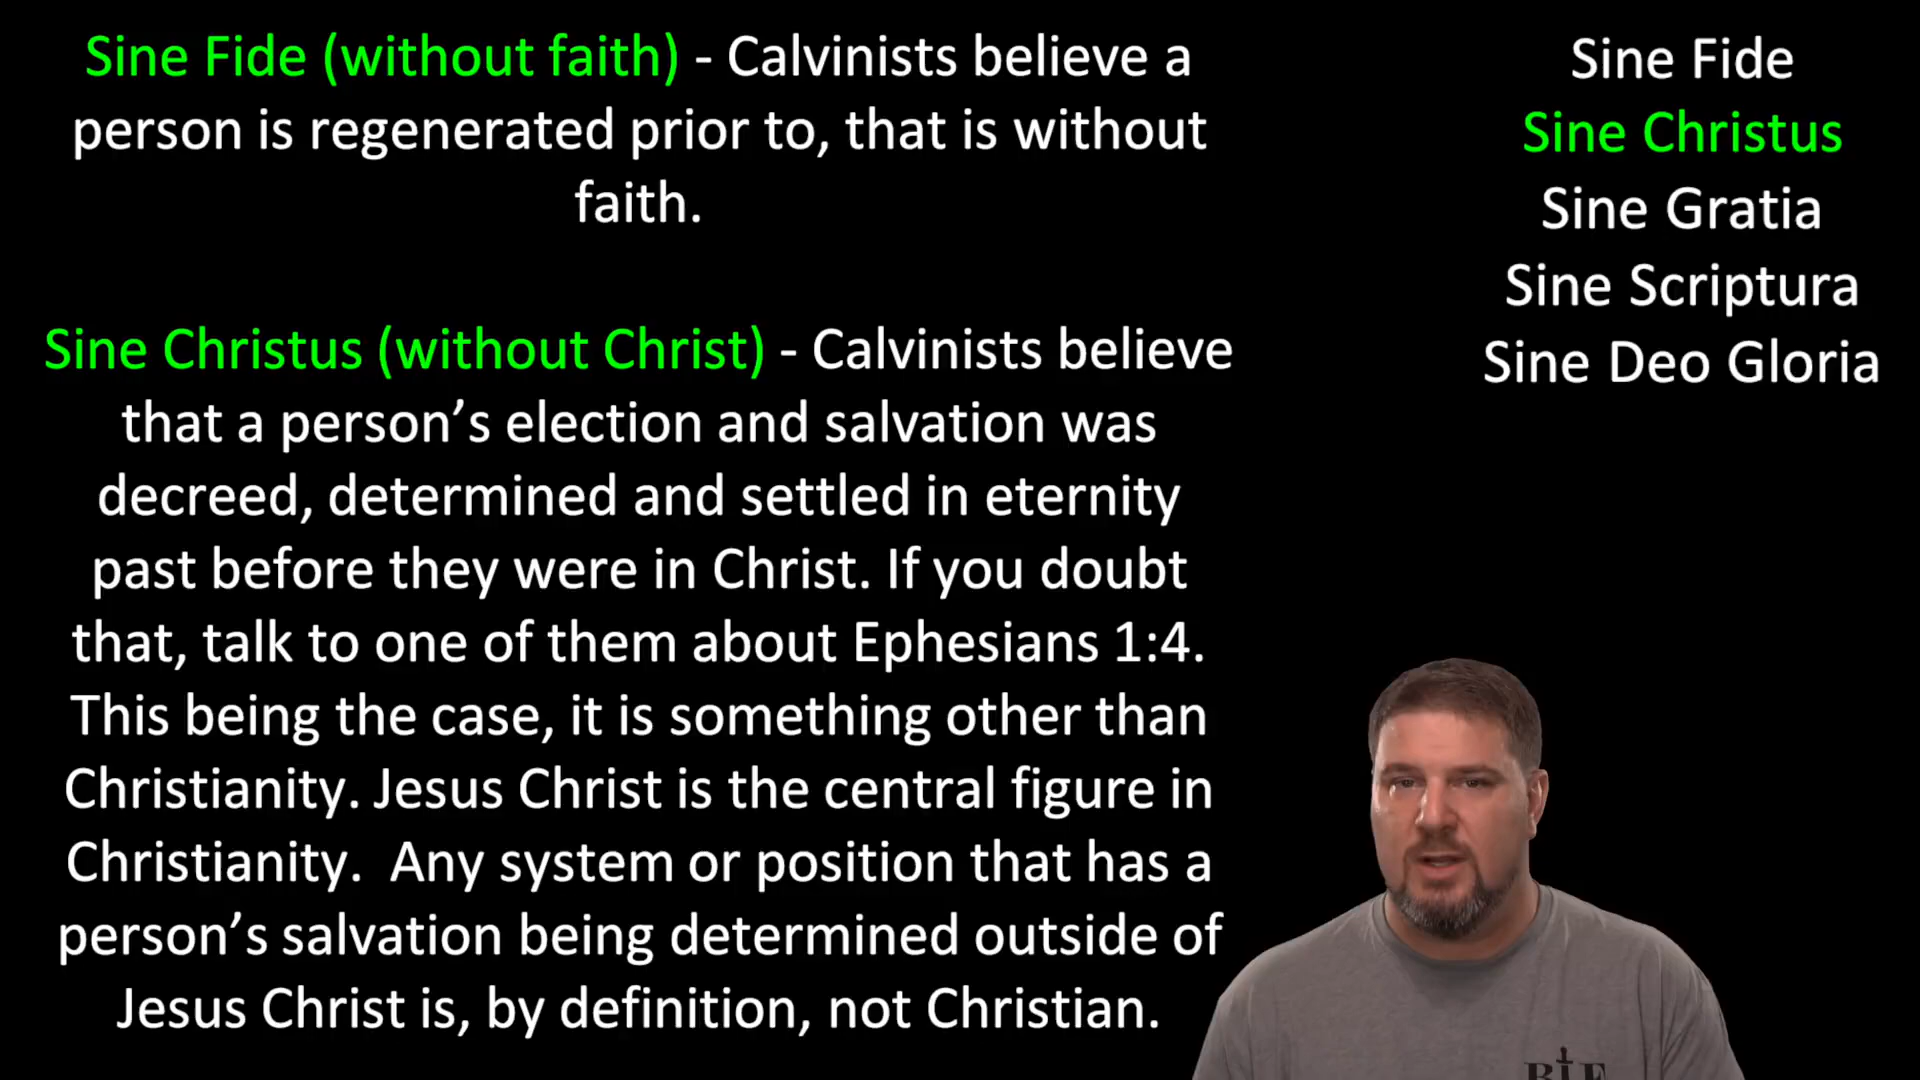 Sine Fide (without faith) - Calvinists believe a
person is regenerated prior to, that is without
faith.
Sine Christus (without Christ) - Calvinists believe
that a person’s election and salvation was
decreed, determined and settled in eternity
past before they were in Christ. If you doubt
that, talk to one of them about Ephesians 1:4.
This being the case, it is something other than
Christianity. Jesus Christ is the central figure in
Christianity.  Any system or position that has a
person’s salvation being determined outside of
Jesus Christ is, by definition, not Christian.
Sine Fide
Sine Christus
Sine Gratia
Sine Scriptura
Sine Deo Gloria